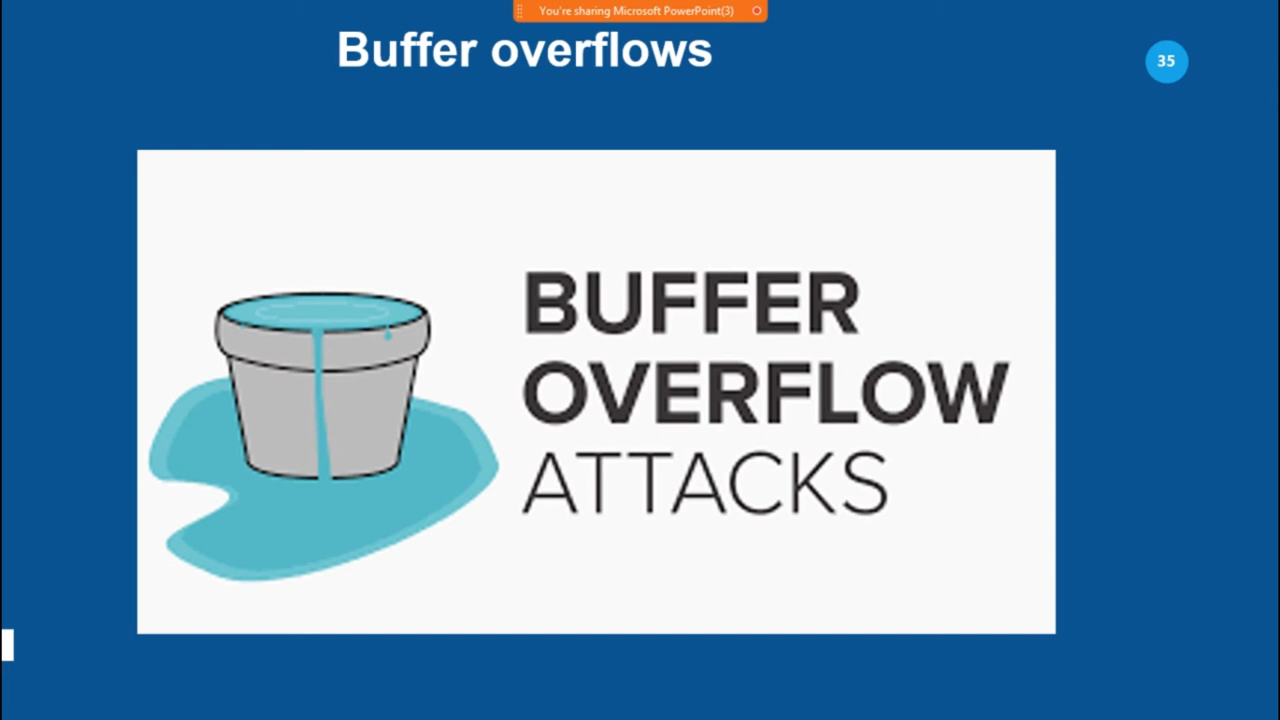 You're sharing Microsoft PowerPoint(3)
Buffer overflows
35
BUFFER
OVERFLOW
ATTACKS